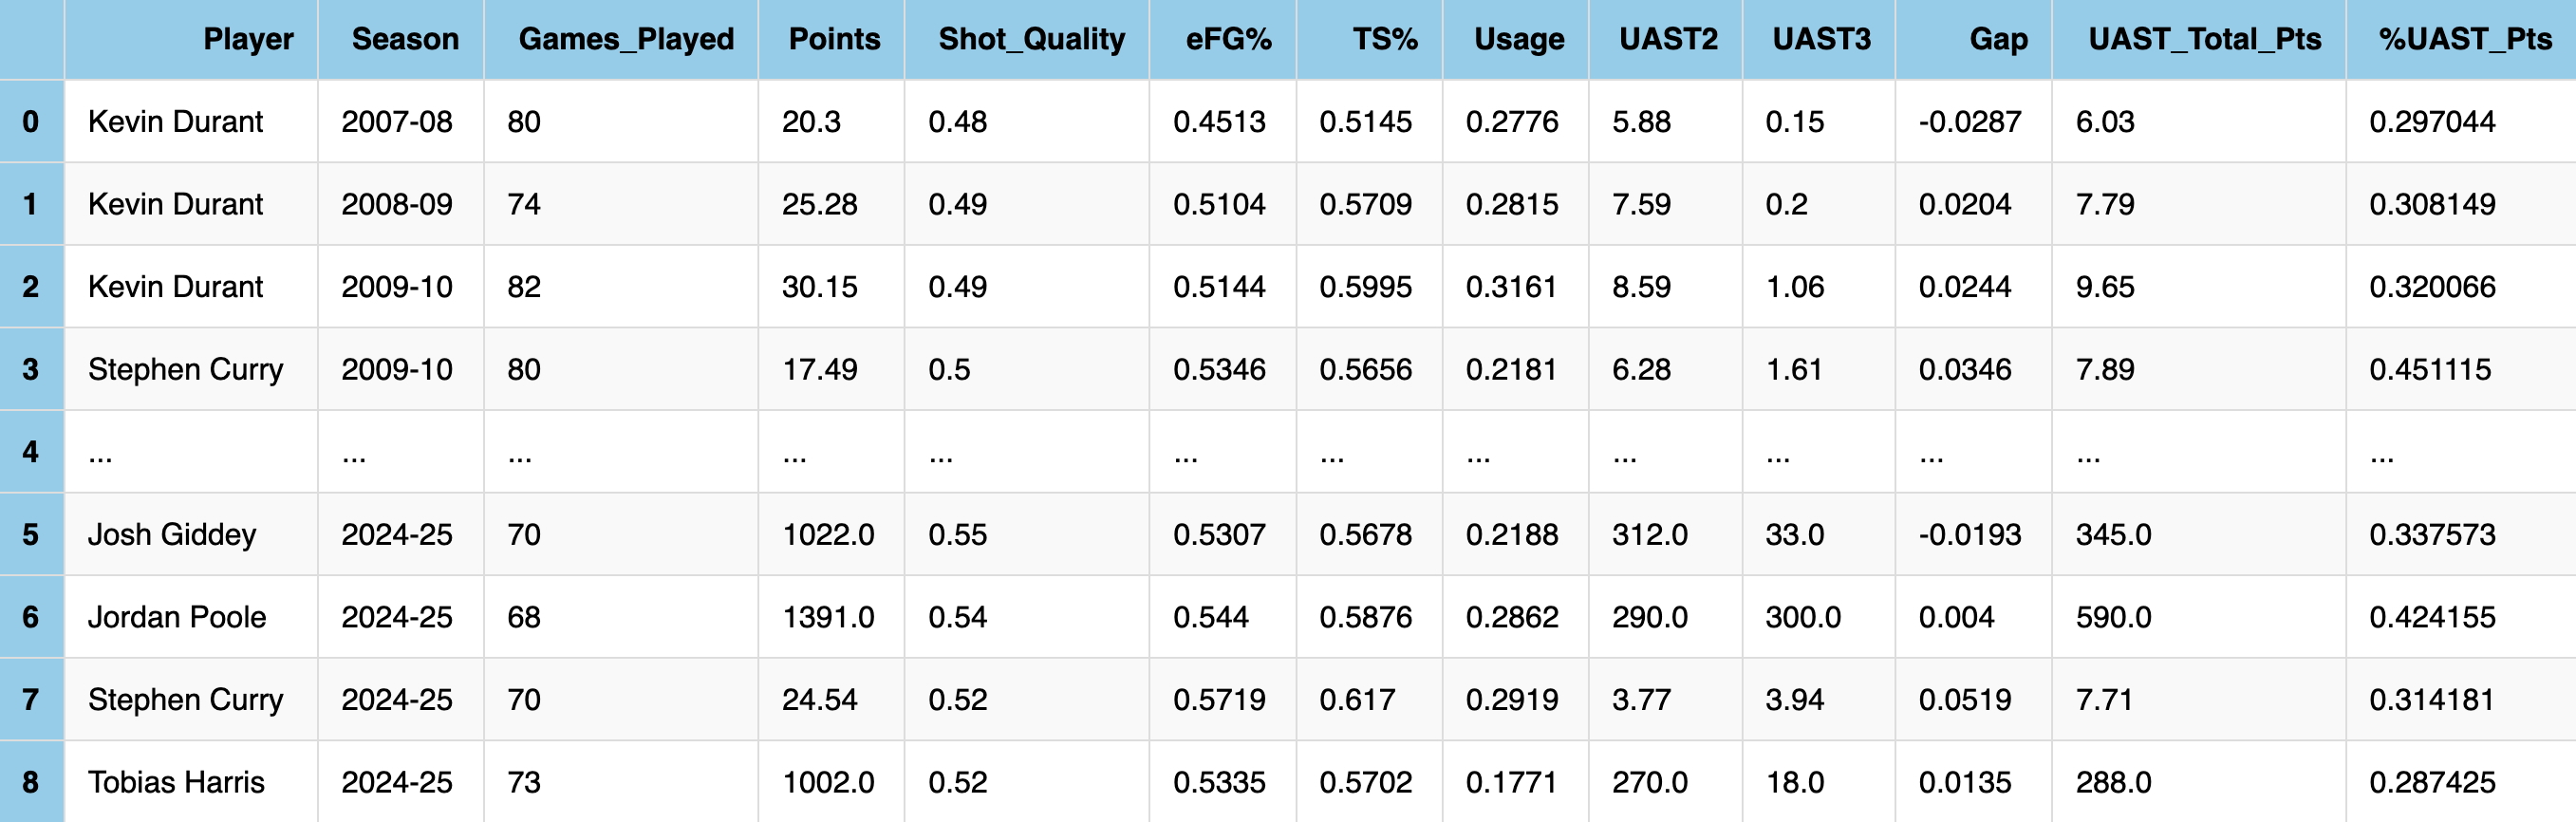 Player Season Games_Played Points Shot_Quality eFG% TS% Usage UAST2 UAST3 Gap UAST_Total_Pts %UAST_Pts
0 Kevin Durant 2007-08 80 20.3 0.48 0.4513 0.5145 0.2776 5.88 0.15 -0.0287 6.03 0.297044
1 Kevin Durant 2008-09 74 25.28 0.49 0.5104 0.5709 0.2815 7.59 0.2 0.0204 7.79 0.308149
2 Kevin Durant 2009-10 82 30.15 0.49 0.5144 0.5995 0.3161 8.59 1.06 0.0244 9.65 0.320066
3 Stephen Curry 2009-10 80 17.49 0.5 0.5346 0.5656 0.2181 6.28 1.61 0.0346 7.89 0.451115
4 ... ... ... ... ... ... ... ... ... ... ... ... ...
5 Josh Giddey 2024-25 70 1022.0 0.55 0.5307 0.5678 0.2188 312.0 33.0 -0.0193 345.0 0.337573
6 Jordan Poole 2024-25 68 1391.0 0.54 0.544 0.5876 0.2862 290.0 300.0 0.004 590.0 0.424155
7 Stephen Curry 2024-25 70 24.54 0.52 0.5719 0.617 0.2919 3.77 3.94 0.0519 7.71 0.314181
8 Tobias Harris 2024-25 73 1002.0 0.52 0.5335 0.5702 0.1771 270.0 18.0 0.0135 288.0 0.287425